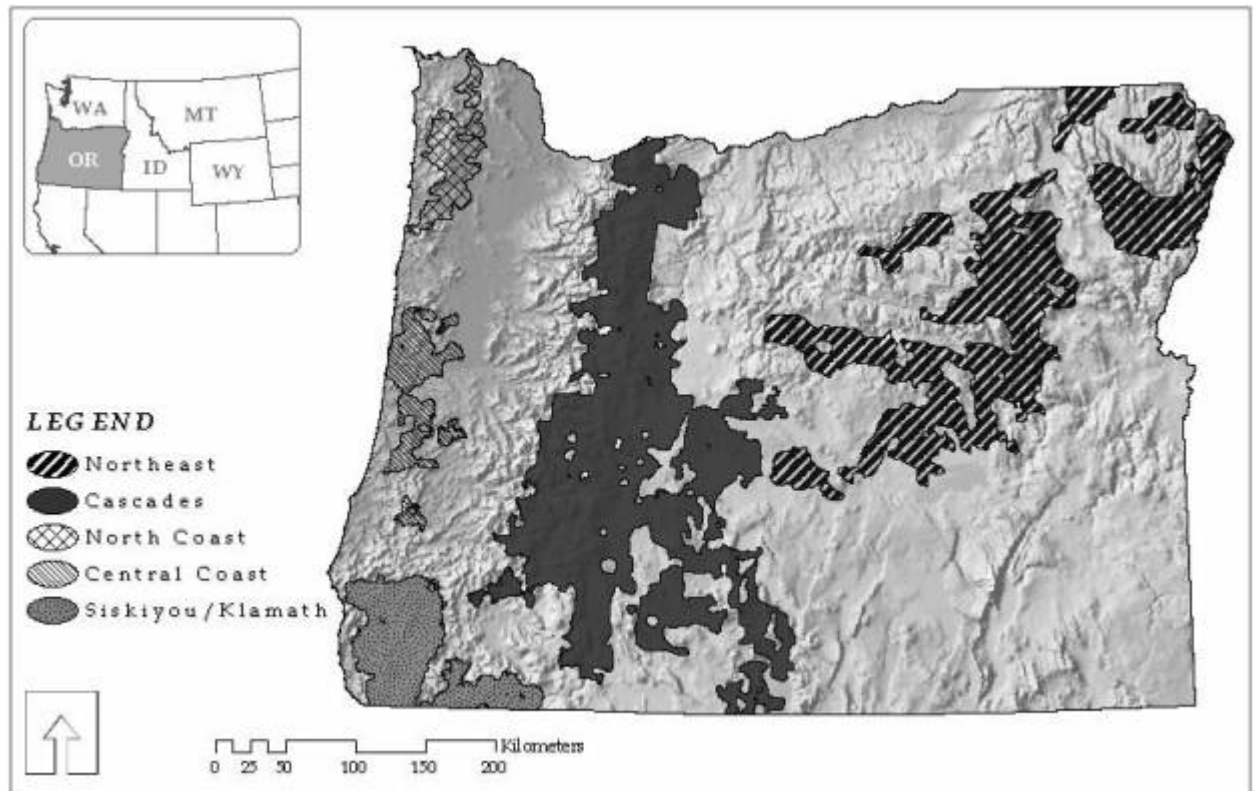 WA
MT
OR
ID
WY
LEGEND
Northeast
Cascades
North Coast
Central Coast
Siskiyou/Klamath
Kilometers
0 25 50 100 150 200